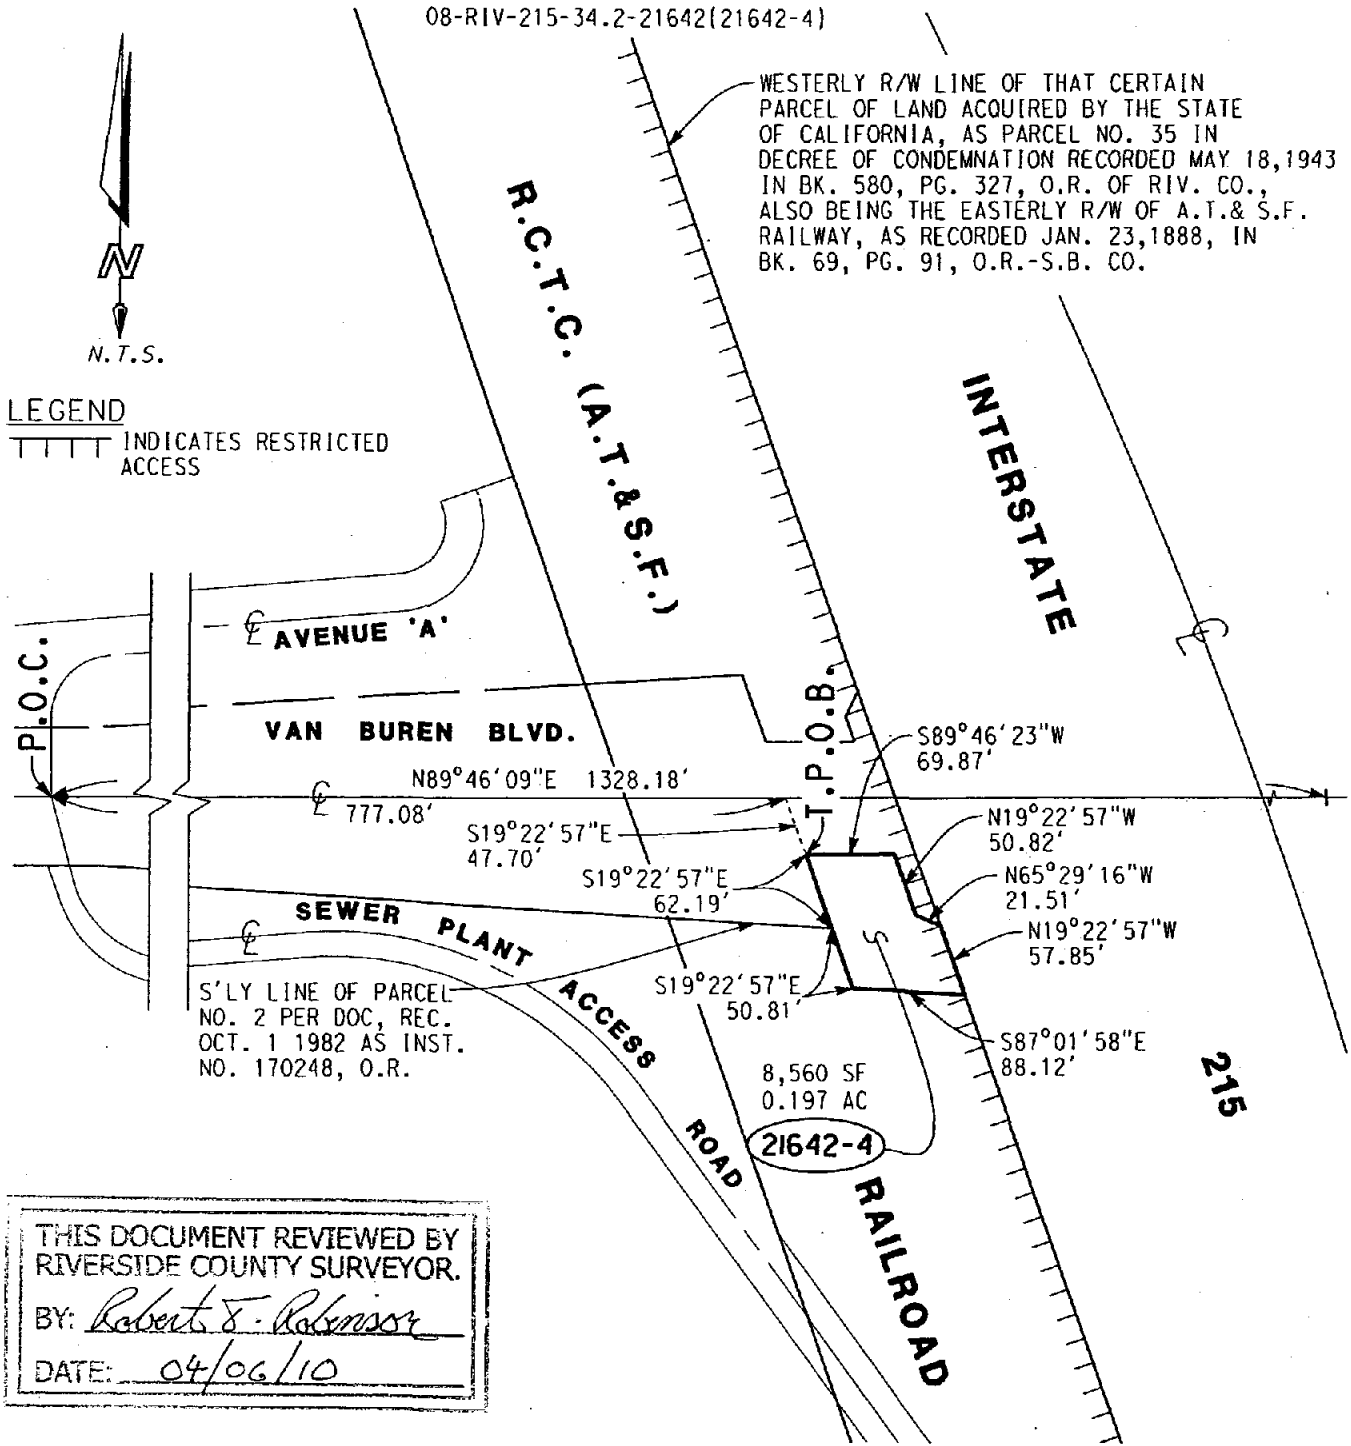 08-RIV-215-34.2-21642(21642-4)
WESTERLY R/W LINE OF THAT CERTAIN
PARCEL OF LAND ACQUIRED BY THE STATE
OF CALIFORNIA, AS PARCEL NO. 35 IN
DECREE OF CONDEMNATION RECORDED MAY 18,1943
IN BK. 580, PG. 327, O.R. OF RIV. CO.,
ALSO BEING THE EASTERLY R/W OF A.T.& S.F.
RAILWAY, AS RECORDED JAN. 23,1888, IN
BK. 69, PG. 91, O.R.-S.B. CO.
N
N.T.S.
LEGEND
INDICATES RESTRICTED
ACCESS
R.C.T.C. (A.T.&S.F.)
INTERSTATE
℄
℄ AVENUE 'A'
P.O.C.
VAN BUREN BLVD.
T.P.O.B.
S89°46'23"W
69.87'
N89°46'09"E 1328.18'
℄
777.08'
S19°22'57"E
47.70'
N19°22'57"W
50.82'
S19°22'57"E
62.19'
N65°29'16"W
21.51'
N19°22'57"W
57.85'
℄
SEWER PLANT ACCESS ROAD
S'LY LINE OF PARCEL
NO. 2 PER DOC, REC.
OCT. 1 1982 AS INST.
NO. 170248, O.R.
S19°22'57"E
50.81'
S87°01'58"E
88.12'
215
8,560 SF
0.197 AC
21642-4
RAILROAD
THIS DOCUMENT REVIEWED BY
RIVERSIDE COUNTY SURVEYOR.
BY: Robert F. Robinson
DATE: 04/06/10